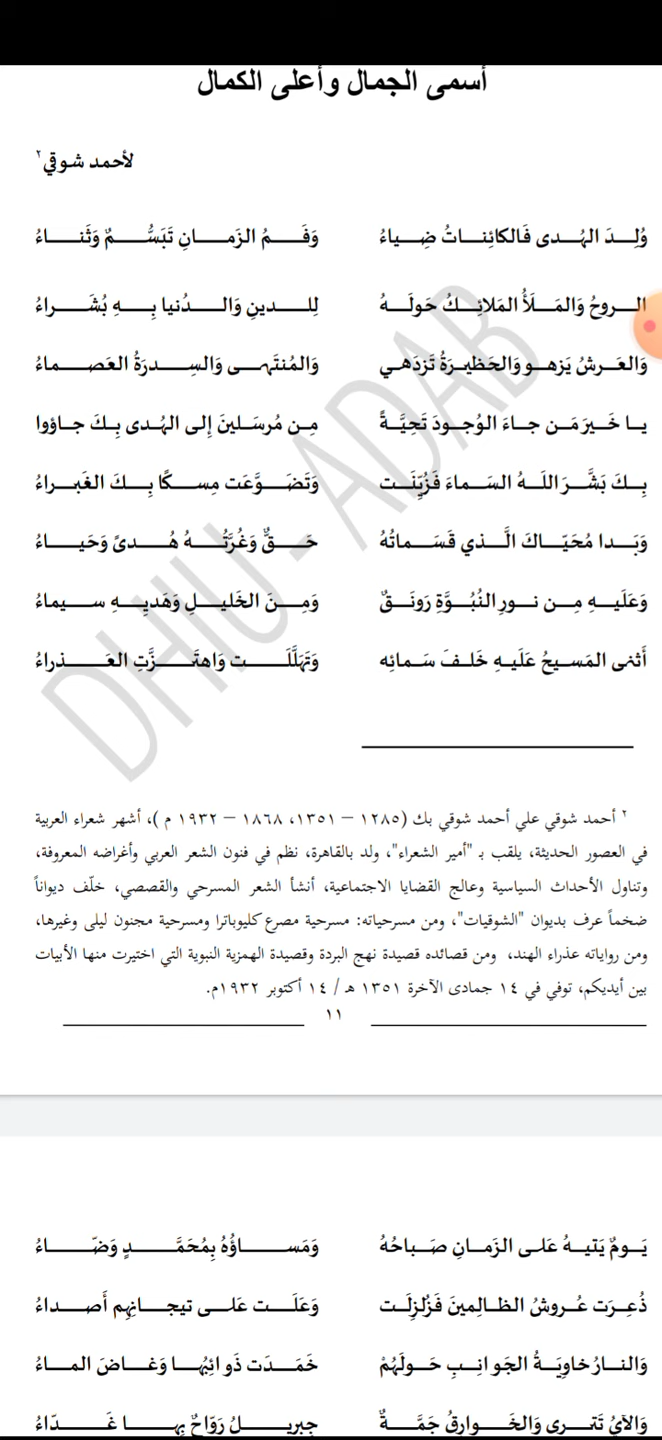 أسمى الجمال وأعلى الكمال
لأحمد شوقي٢
وُلِدَ الهُدى فَالكائِناتُ ضِياءُ وَفَمُ الزَمانِ تَبَسُّمٌ وَثَناءُ
الروحُ وَالمَلَأُ المَلائِكُ حَولَهُ لِلدينِ وَالدُنيا بِهِ بُشَراءُ
وَالعَرشُ يَزهو وَالحَظيرَةُ تَزدَهي وَالمُنتَهى وَالسِدرَةُ العَصماءُ
يا خَيرَ مَن جاءَ الوُجودَ تَحِيَّةً مِن مُرسَلينَ إِلى الهُدى بِكَ جاؤوا
بِكَ بَشَّرَ اللَهُ السَماءَ فَزُيِّنَت وَتَضَوَّعَت مِسكًا بِكَ الغَبراءُ
وَبَدا مُحَيّاكَ الَّذي قَسَماتُهُ حَقٌّ وَغُرَّتُهُ هُدىً وَحَياءُ
وَعَلَيهِ مِن نورِ النُبُوَّةِ رَونَقٌ وَمِنَ الخَليلِ وَهَديِهِ سيماءُ
أَثنى المَسيحُ عَلَيهِ خَلفَ سَمائِهِ وَتَهَلَّلَت وَاهتَزَّتِ العَذراءُ
٢ أحمد شوقي علي أحمد شوقي بك (١٢٨٥ – ١٣٥١، ١٨٦٨ – ١٩٣٢ م )، أشهر شعراء العربية
في العصور الحديثة، يلقب بـ "أمير الشعراء"، ولد بالقاهرة، نظم في فنون الشعر العربي وأغراضه المعروفة،
وتناول الأحداث السياسية وعالج القضايا الاجتماعية، أنشأ الشعر المسرحي والقصصي، خلّف ديواناً
ضخماً عرف بديوان "الشوقيات"، ومن مسرحياته: مسرحية مصرع كليوباترا ومسرحية مجنون ليلى وغيرها،
ومن رواياته عذراء الهند، ومن قصائده قصيدة نهج البردة وقصيدة الهمزية النبوية التي اختيرت منها الأبيات
بين أيديكم، توفي في ١٤ جمادى الآخرة ١٣٥١ هـ / ١٤ أكتوبر ١٩٣٢م.
١١
يَومٌ يَتيهُ عَلى الزَمانِ صَباحُهُ وَمَساؤُهُ بِمُحَمَّدٍ وَضّاءُ
ذُعِرَت عُروشُ الظالِمينَ فَزُلزِلَت وَعَلَت عَلى تيجانِهِم أَصداءُ
وَالنارُ خاوِيَةُ الجَوانِبِ حَولَهُمْ خَمَدَت ذَوائِبُها وَغاضَ الماءُ
وَالآيُ تَترى وَالخَوارِقُ جَمَّةٌ جِبريلُ رَوّاحٌ بِها غَدّاءُ
DHIU - ADAB